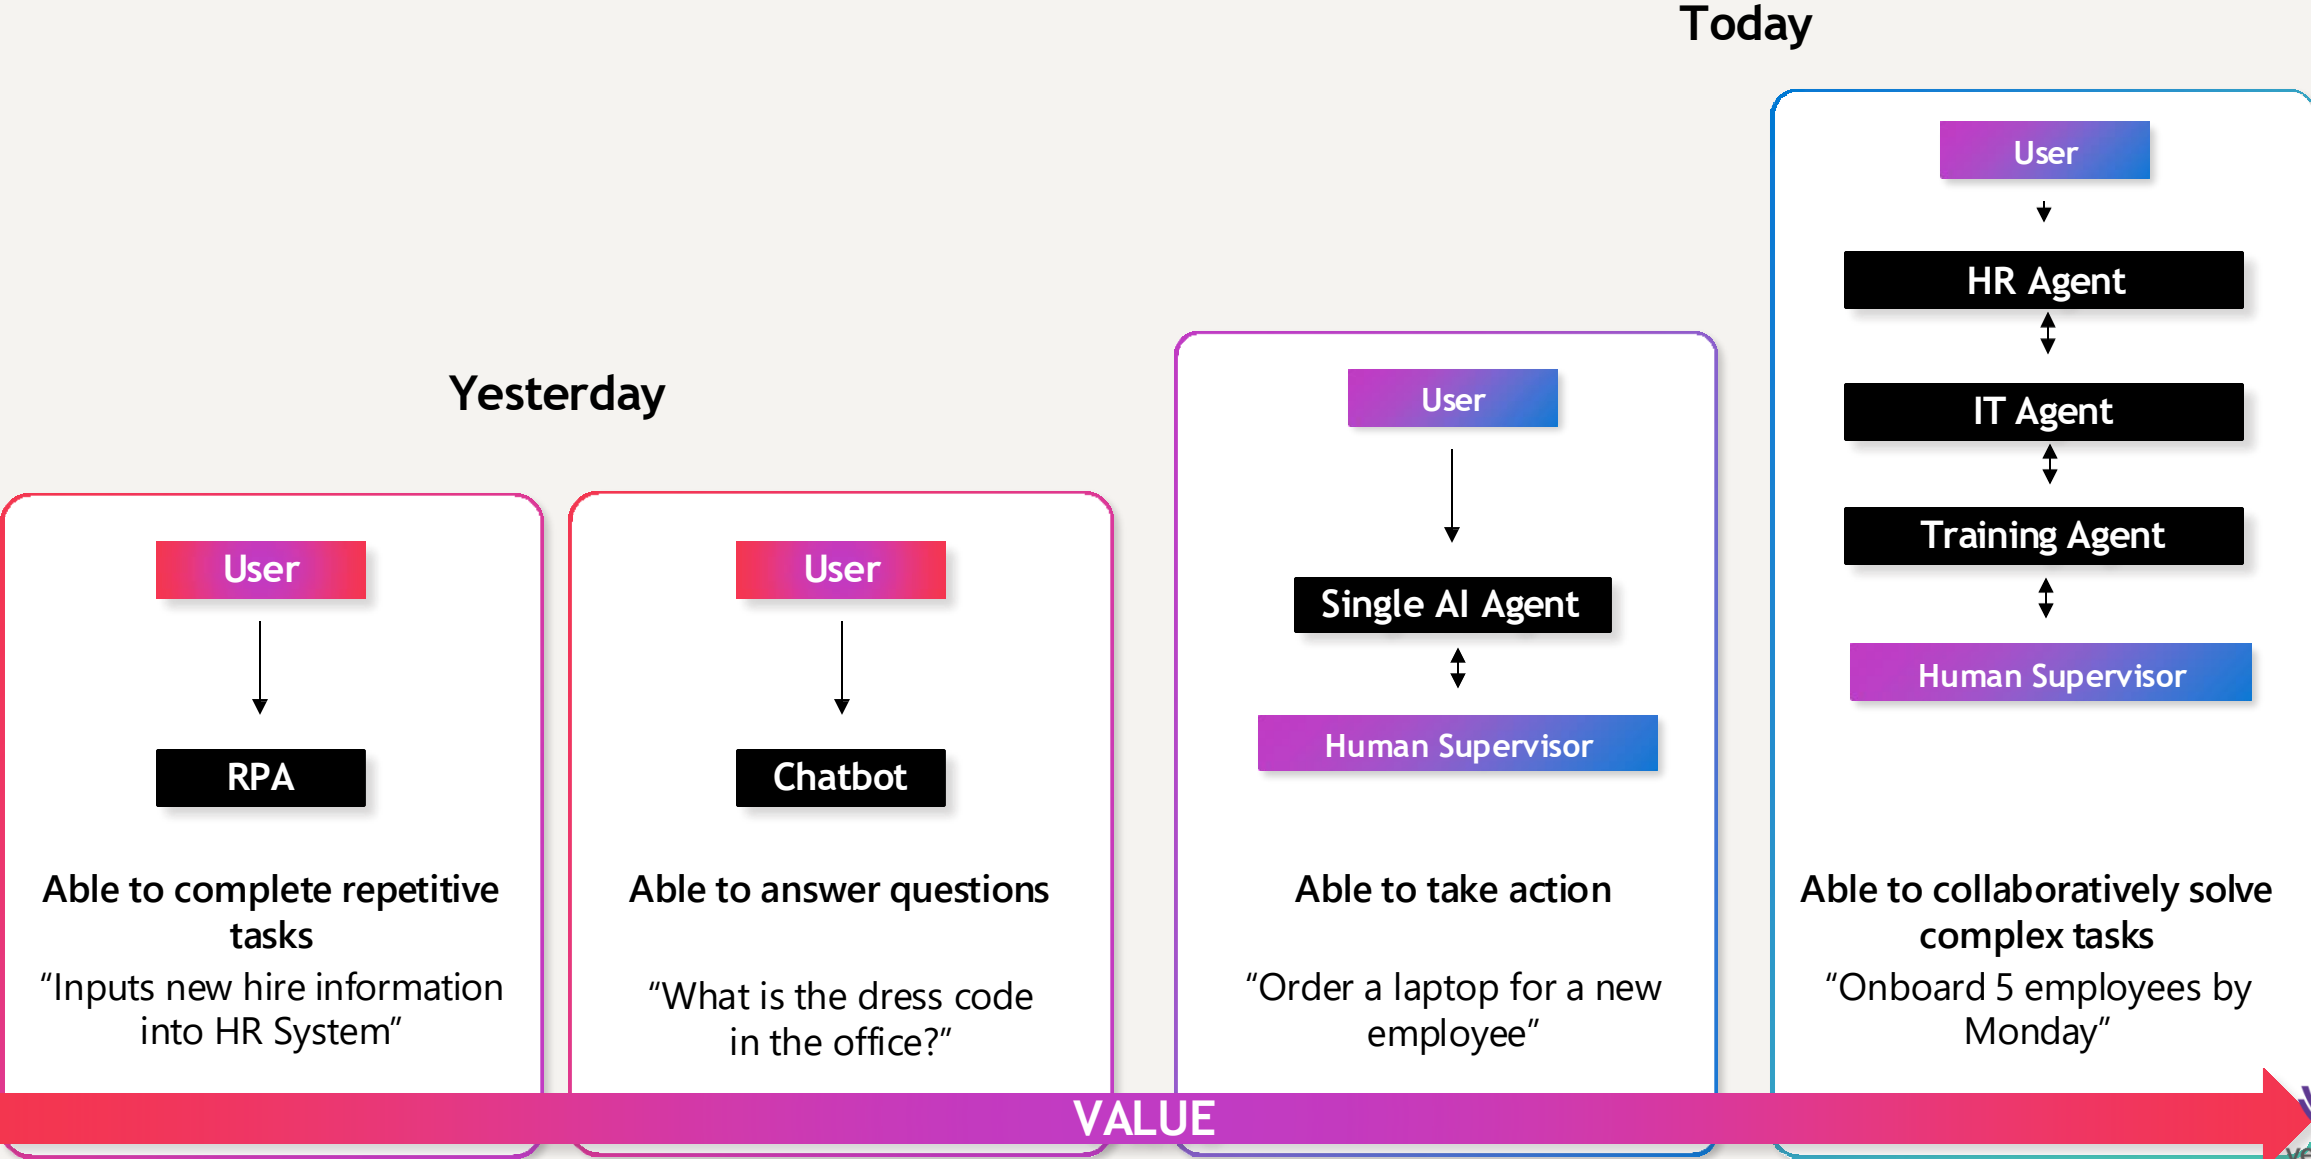 Today
Yesterday
User
RPA
Able to complete repetitive
tasks
“Inputs new hire information
into HR System”
User
Chatbot
Able to answer questions
“What is the dress code
in the office?”
User
Single AI Agent
Human Supervisor
Able to take action
“Order a laptop for a new
employee”
User
HR Agent
IT Agent
Training Agent
Human Supervisor
Able to collaboratively solve
complex tasks
“Onboard 5 employees by
Monday”
VALUE